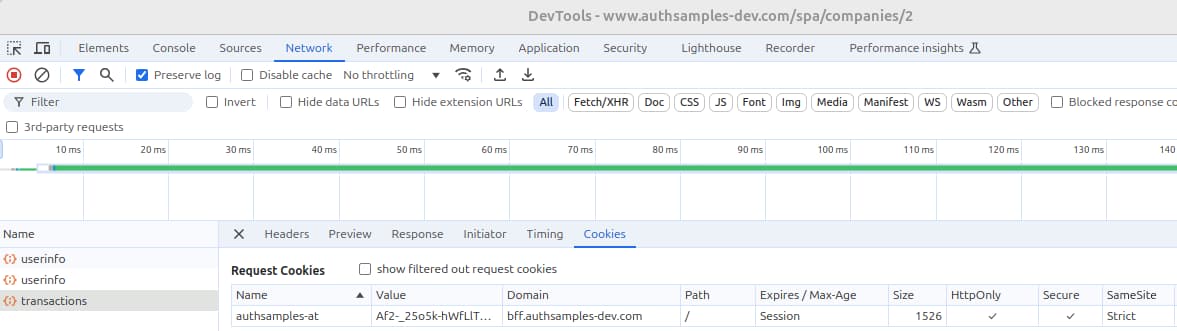 DevTools - www.authsamples-dev.com/spa/companies/2
Elements Console Sources Network Performance Memory Application Security Lighthouse Recorder Performance insights
Preserve log Disable cache No throttling
Filter Invert Hide data URLs Hide extension URLs All Fetch/XHR Doc CSS JS Font Img Media Manifest WS Wasm Other Blocked response co
3rd-party requests
10 ms 20 ms 30 ms 40 ms 50 ms 60 ms 70 ms 80 ms 90 ms 100 ms 110 ms 120 ms 130 ms 140
Name Headers Preview Response Initiator Timing Cookies
userinfo
userinfo
transactions
Request Cookies show filtered out request cookies
Name Value Domain Path Expires / Max-Age Size HttpOnly Secure SameSite
authsamples-at Af2-_25o5k-hWfLlT... bff.authsamples-dev.com / Session 1526 ✓ ✓ Strict